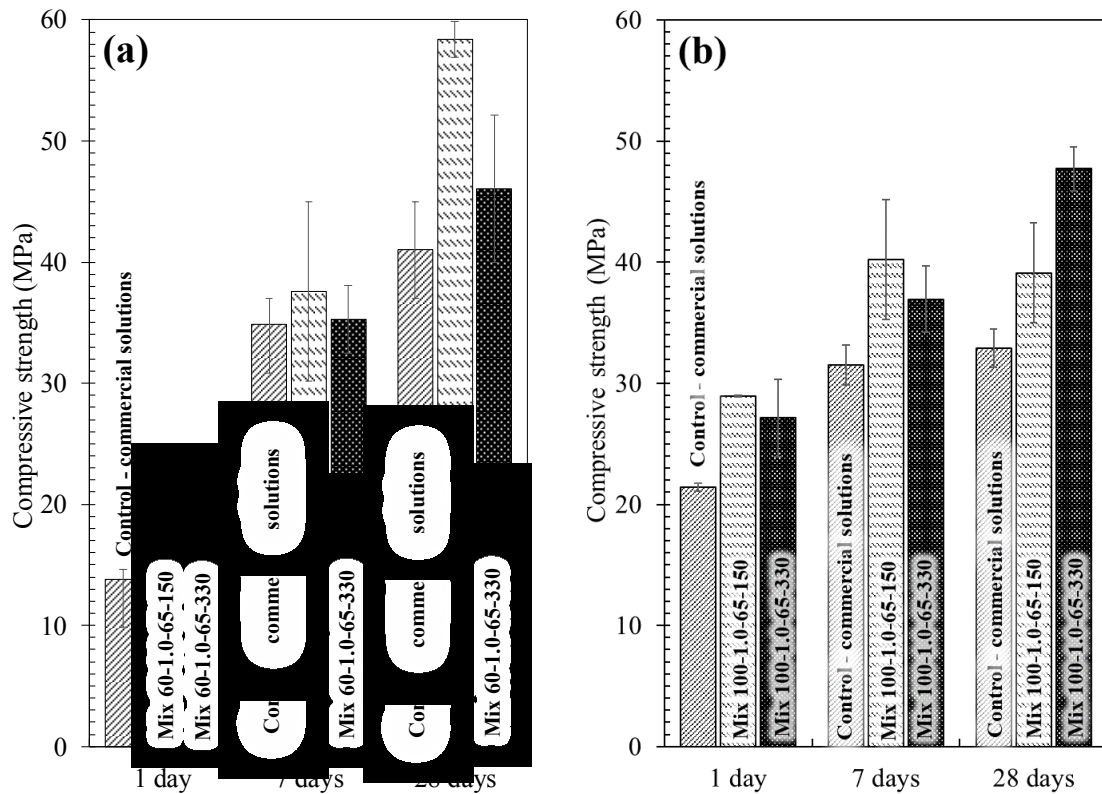 (a)
Compressive strength (MPa)
60
50
40
30
20
10
0
Control - commercial solutions
Mix 60-1.0-65-150
Mix 60-1.0-65-330
solutions
comme
Mix 60-1.0-65-330
solutions
comme
Mix 60-1.0-65-330
1 day
7 days
28 days
(b)
Compressive strength (MPa)
60
50
40
30
20
10
0
Control - commercial solutions
Mix 100-1.0-65-150
Mix 100-1.0-65-330
Control - commercial solutions
Mix 100-1.0-65-150
Mix 100-1.0-65-330
Control - commercial solutions
Mix 100-1.0-65-150
Mix 100-1.0-65-330
1 day
7 days
28 days